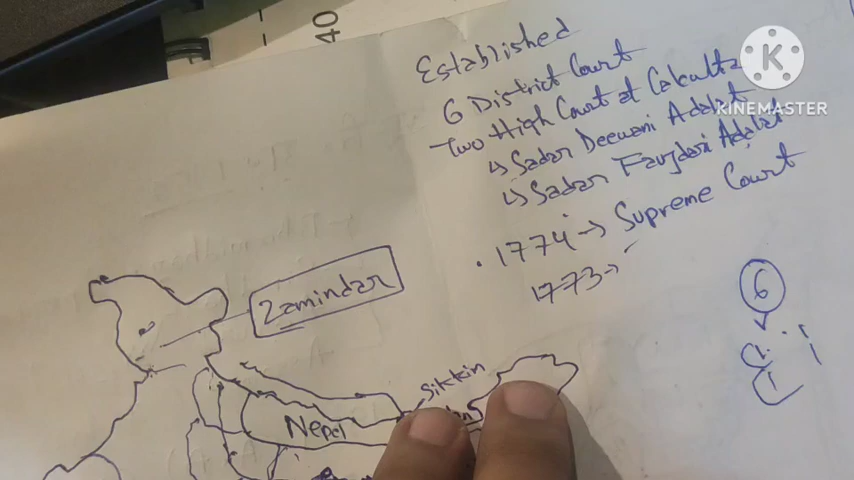 40
Established
6 District Court
Two High Court at Calcutta
↳ Sadar Deewani Adalat
↳ Sadar Faujdari Adalat
. 1774 → Supreme Court
1773 →
Zamindar
6
Sikkin
Nepal
K
KINEMASTER